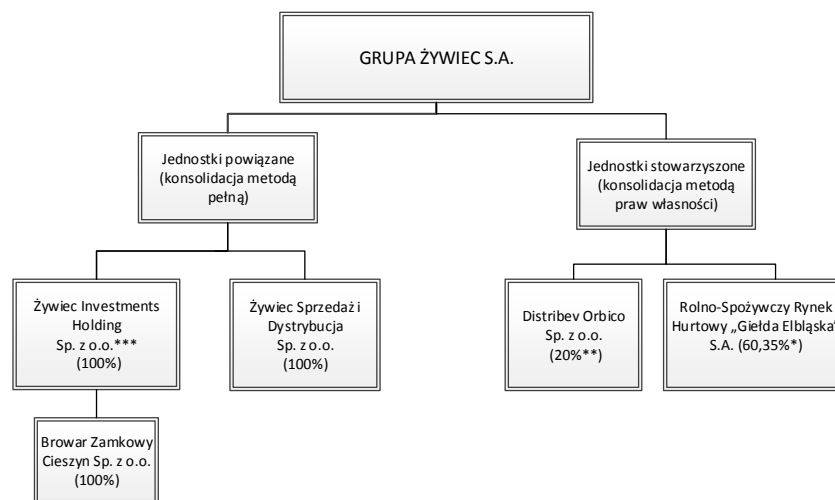 GRUPA ŻYWIEC S.A.
Jednostki powiązane
(konsolidacja metodą
pełną)
Jednostki stowarzyszone
(konsolidacja metodą
praw własności)
Żywiec Investments
Holding
Sp. z o.o.***
(100%)
Żywiec Sprzedaż i
Dystrybucja
Sp. z o.o.
(100%)
Distribev Orbico
Sp. z o.o.
(20%**)
Rolno-Spożywczy Rynek
Hurtowy „Giełda Elbląska”
S.A. (60,35%*)
Browar Zamkowy
Cieszyn Sp. z o.o.
(100%)